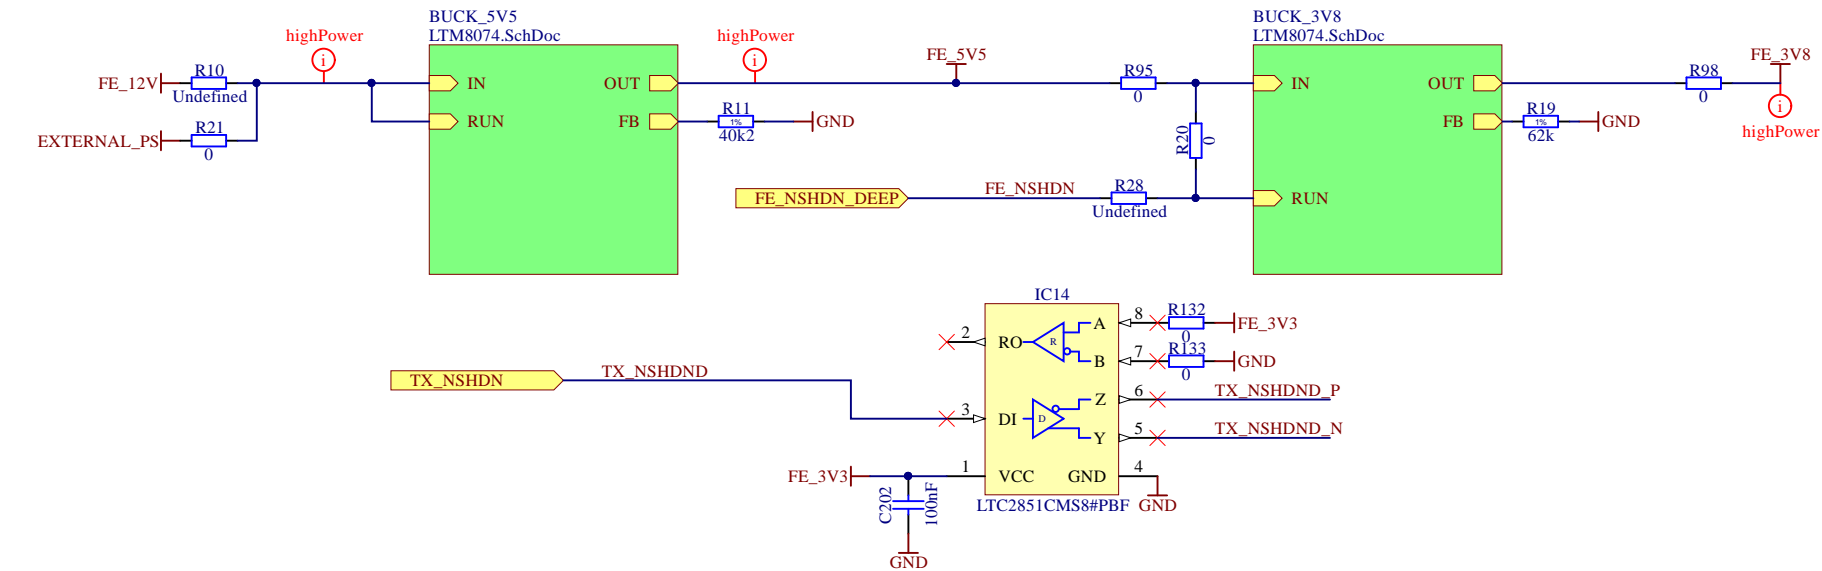 BUCK_5V5
LTM8074.SchDoc
highPower
i
FE_12V
R10
Undefined
EXTERNAL_PS
R21
0
IN
RUN
OUT
FB
highPower
i
R11
1%
40k2
GND
FE_5V5
R95
0
R20
0
BUCK_3V8
LTM8074.SchDoc
IN
RUN
OUT
FB
R98
0
FE_3V8
i
highPower
R19
1%
62k
GND
FE_NSHDN_DEEP
FE_NSHDN
R28
Undefined
IC14
2
RO
R
A
8
R132
0
FE_3V3
B
7
R133
0
GND
TX_NSHDN
TX_NSHDND
3
DI
D
Z
6
TX_NSHDND_P
Y
5
TX_NSHDND_N
FE_3V3
1
VCC
GND
4
GND
LTC2851CMS8#PBF
C202
100nF
GND